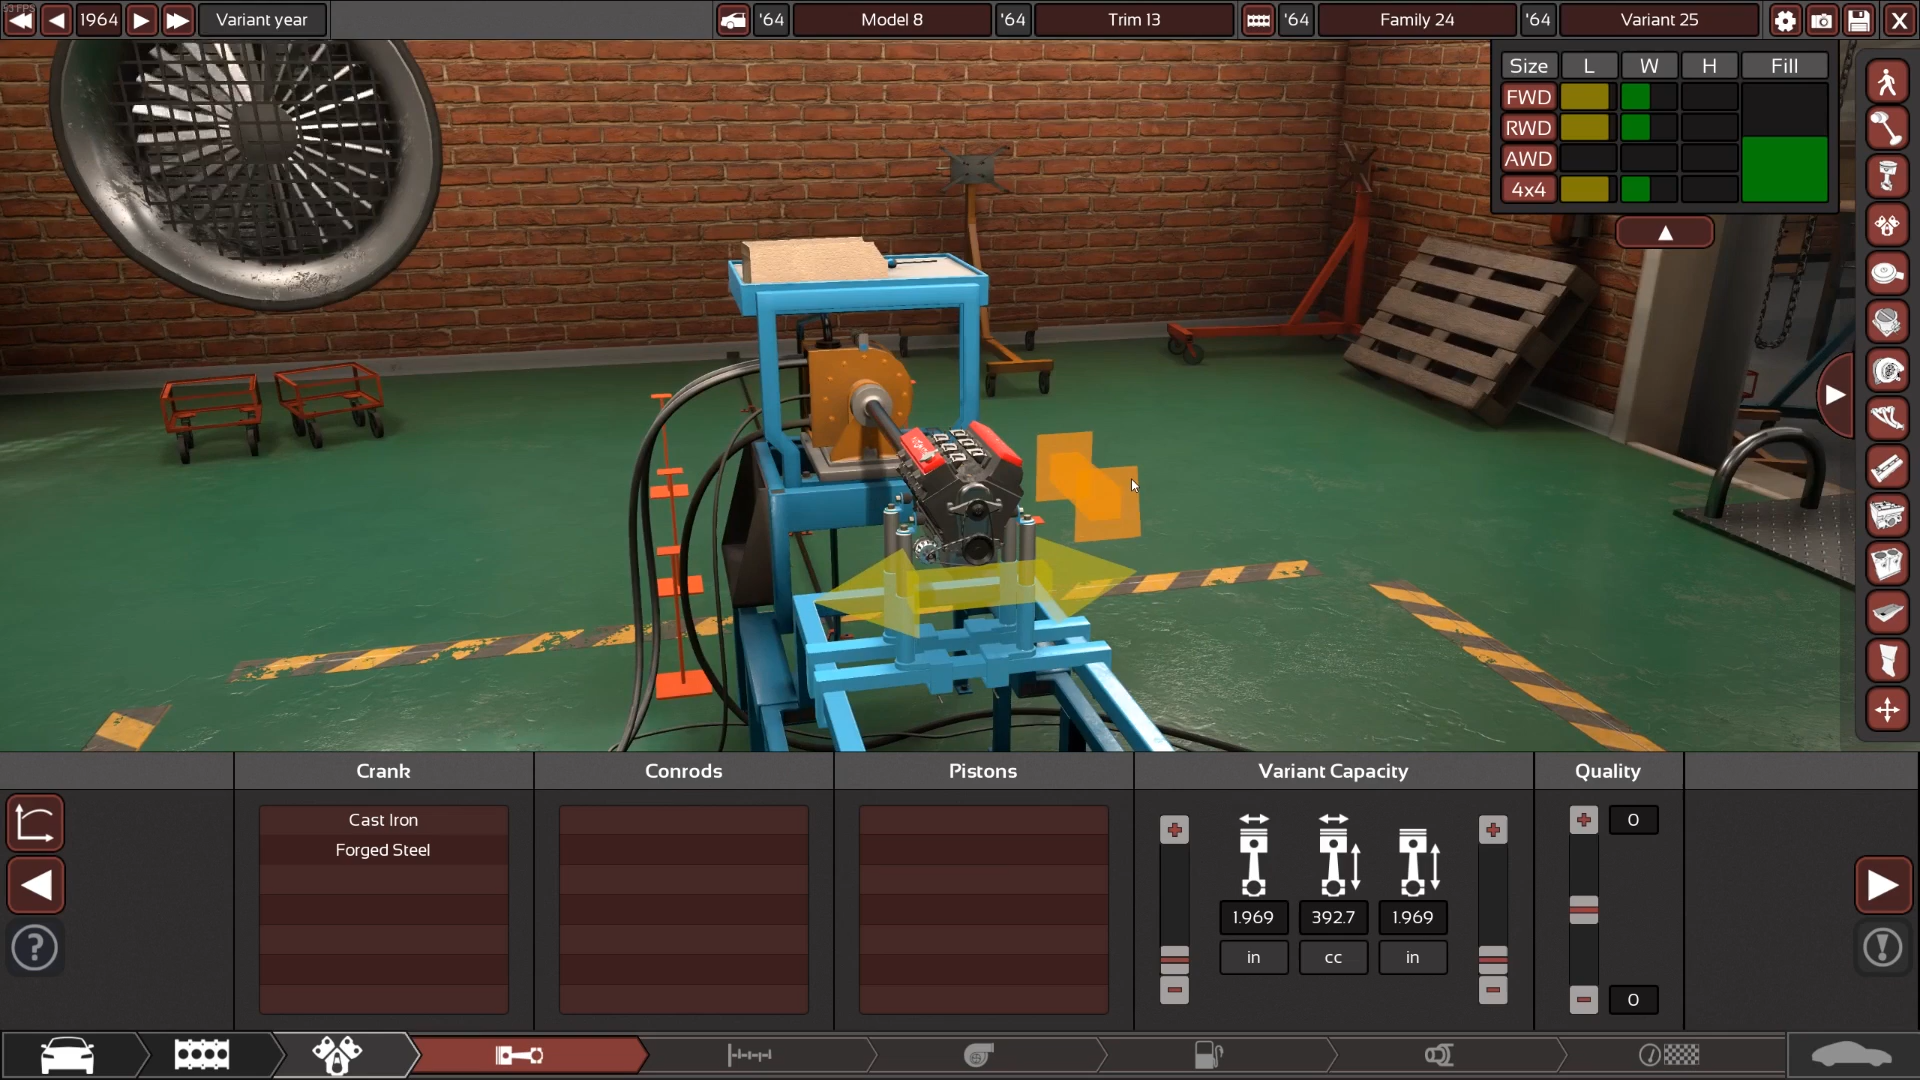 53 FPS
1964 Variant year '64 Model 8 '64 Trim 13 '64 Family 24 '64 Variant 25
Size L W H Fill
FWD
RWD
AWD
4x4
Crank Conrods Pistons Variant Capacity Quality
Cast Iron
Forged Steel
0
1.969 392.7 1.969
in cc in
0